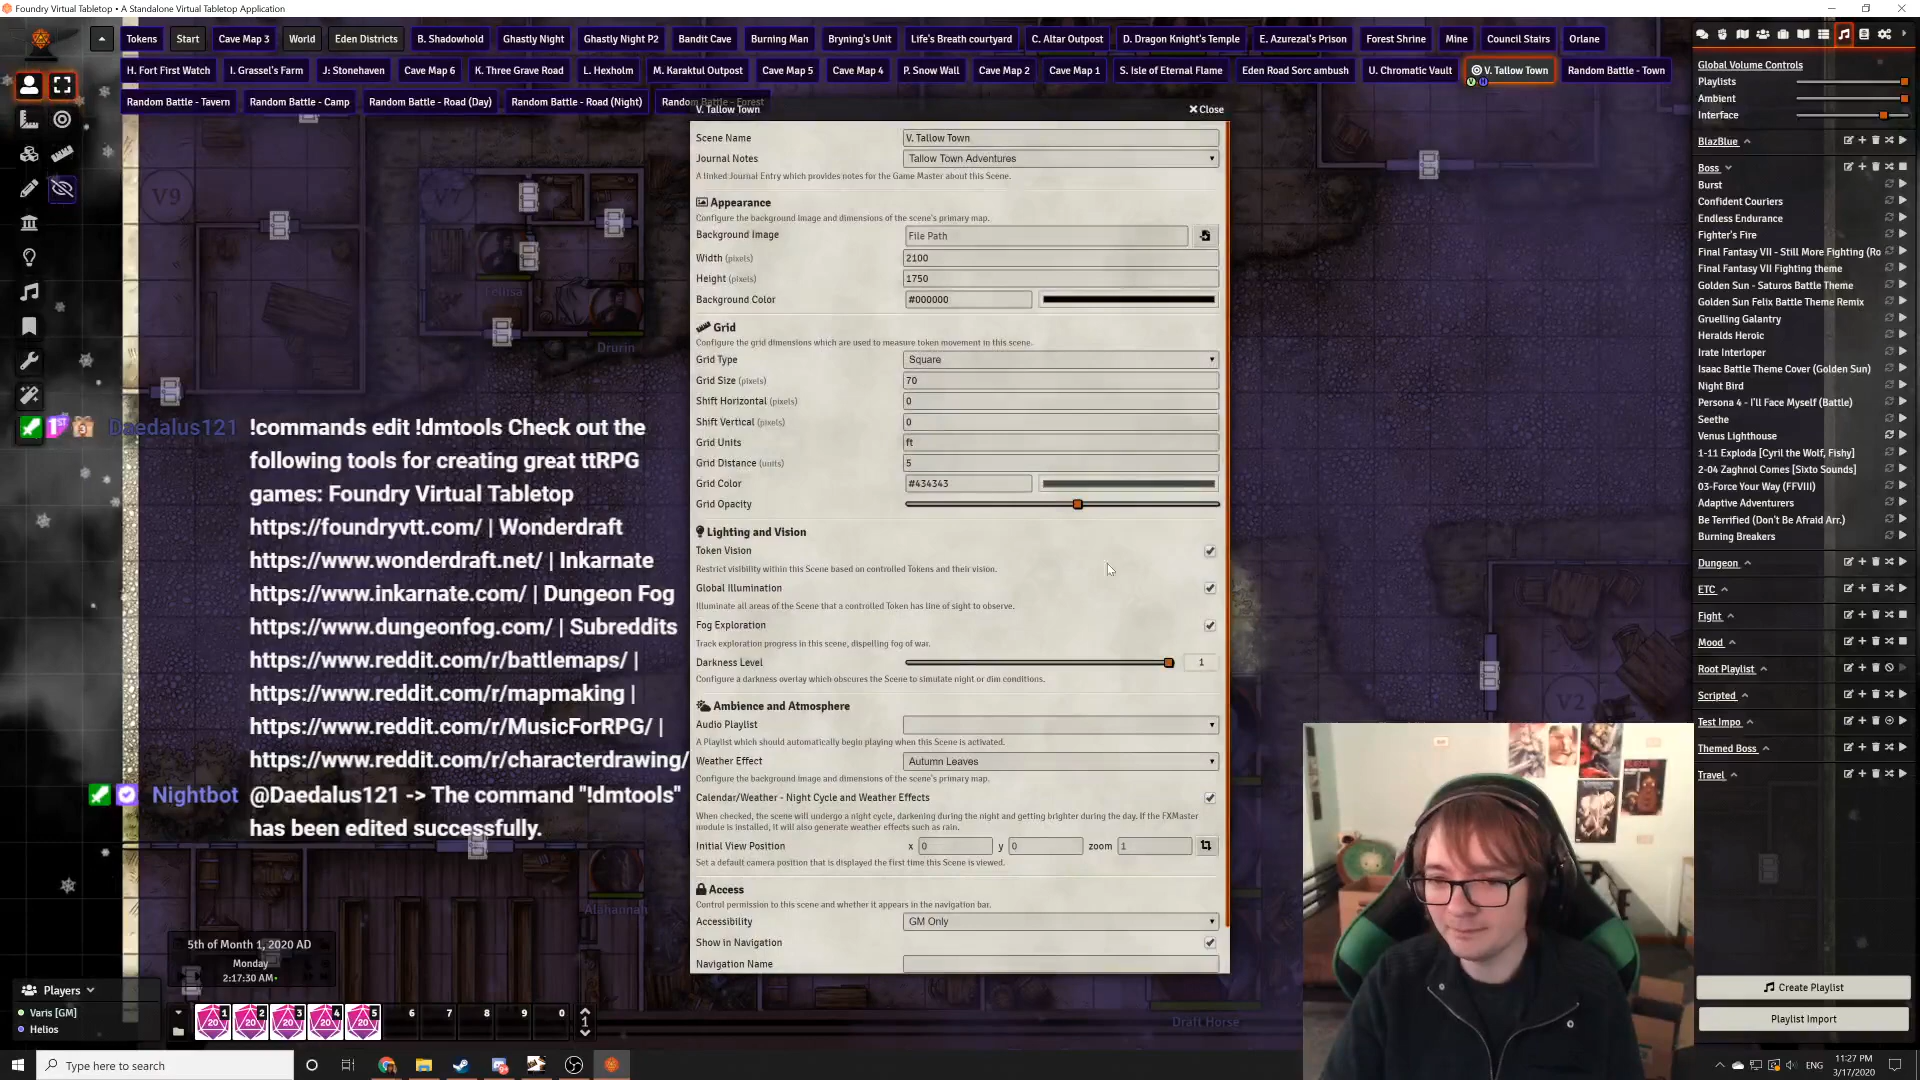 Foundry Virtual Tabletop • A Standalone Virtual Tabletop Application
Tokens Start Cave Map 3 World Eden Districts B. Shadowhold Ghastly Night Ghastly Night P2 Bandit Cave Burning Man Bryning's Unit Life's Breath courtyard C. Altar Outpost D. Dragon Knight's Temple E. Azurezal's Prison Forest Shrine Mine Council Stairs Orlane
H. Fort First Watch I. Grassel's Farm J: Stonehaven Cave Map 6 K. Three Grave Road L. Hexholm M. Karaktul Outpost Cave Map 5 Cave Map 4 P. Snow Wall Cave Map 2 Cave Map 1 S. Isle of Eternal Flame Eden Road Sorc ambush U. Chromatic Vault V. Tallow Town Random Battle - Town
Random Battle - Tavern Random Battle - Camp Random Battle - Road (Day) Random Battle - Road (Night) Random Battle - Forest
V. Tallow Town Close
Scene Name V. Tallow Town
Journal Notes Tallow Town Adventures
A linked Journal Entry which provides notes for the Game Master about this Scene.
Appearance
Configure the background image and dimensions of the scene's primary map.
Background Image File Path
Width (pixels) 2100
Height (pixels) 1750
Background Color #000000
Grid
Configure the grid dimensions which are used to measure token movement in this scene.
Grid Type Square
Grid Size (pixels) 70
Shift Horizontal (pixels) 0
Shift Vertical (pixels) 0
Grid Units ft
Grid Distance (units) 5
Grid Color #434343
Grid Opacity
Lighting and Vision
Token Vision
Restrict visibility within this Scene based on controlled Tokens and their vision.
Global Illumination
Illuminate all areas of the Scene that a controlled Token has line of sight to observe.
Fog Exploration
Track exploration progress in this scene, dispelling fog of war.
Darkness Level 1
Configure a darkness overlay which obscures the Scene to simulate night or dim conditions.
Ambience and Atmosphere
Audio Playlist
A Playlist which should automatically begin playing when this Scene is activated.
Weather Effect Autumn Leaves
Configure the background image and dimensions of the scene's primary map.
Calendar/Weather - Night Cycle and Weather Effects
When checked, the scene will undergo a night cycle, darkening during the night and getting brighter during the day. If the FXMaster
module is installed, it will also generate weather effects such as rain.
Initial View Position x 0 y 0 zoom 1
Set a default camera position that is displayed the first time this Scene is viewed.
Access
Control permission to this scene and whether it appears in the navigation bar.
Accessibility GM Only
Show in Navigation
Navigation Name
V9
V7
V2
Drurin
Alahannah
Draft Horse
1ST
Daedalus121 !commands edit !dmtools Check out the
following tools for creating great ttRPG
games: Foundry Virtual Tabletop
https://foundryvtt.com/ | Wonderdraft
https://www.wonderdraft.net/ | Inkarnate
https://www.inkarnate.com/ | Dungeon Fog
https://www.dungeonfog.com/ | Subreddits
https://www.reddit.com/r/battlemaps/ |
https://www.reddit.com/r/mapmaking |
https://www.reddit.com/r/MusicForRPG/ |
https://www.reddit.com/r/characterdrawing/
Nightbot @Daedalus121 -> The command "!dmtools"
has been edited successfully.
5th of Month 1, 2020 AD
Monday
2:17:30 AM
Players
Varis [GM]
Helios
20 1 20 2 20 3 20 4 20 5 6 7 8 9 0 1
Global Volume Controls
Playlists
Ambient
Interface
BlazBlue
Boss
Burst
Confident Couriers
Endless Endurance
Fighter's Fire
Final Fantasy VII - Still More Fighting (Ro
Final Fantasy VII Fighting theme
Golden Sun - Saturos Battle Theme
Golden Sun Felix Battle Theme Remix
Gruelling Galantry
Heralds Heroic
Irate Interloper
Isaac Battle Theme Cover (Golden Sun)
Night Bird
Persona 4 - I'll Face Myself (Battle)
Seethe
Venus Lighthouse
1-11 Exploda [Cyril the Wolf, Fishy]
2-04 Zaghnol Comes [Sixto Sounds]
03-Force Your Way (FFVIII)
Adaptive Adventurers
Be Terrified (Don't Be Afraid Arr.)
Burning Breakers
Dungeon
ETC
Fight
Mood
Root Playlist
Scripted
Test Impo
Themed Boss
Travel
Create Playlist
Playlist Import
Type here to search
ENG
11:27 PM
3/17/2020